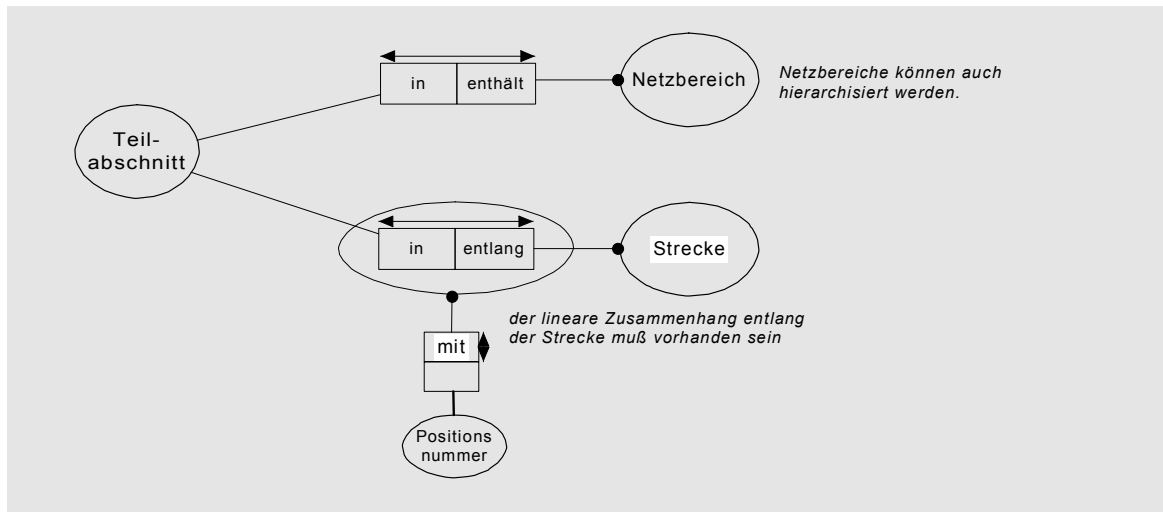 in
enthält
Netzbereich
Netzbereiche können auch
hierarchisiert werden.
Teil-
abschnitt
in
entlang
Strecke
der lineare Zusammenhang entlang
der Strecke muß vorhanden sein
mit
Positions
nummer